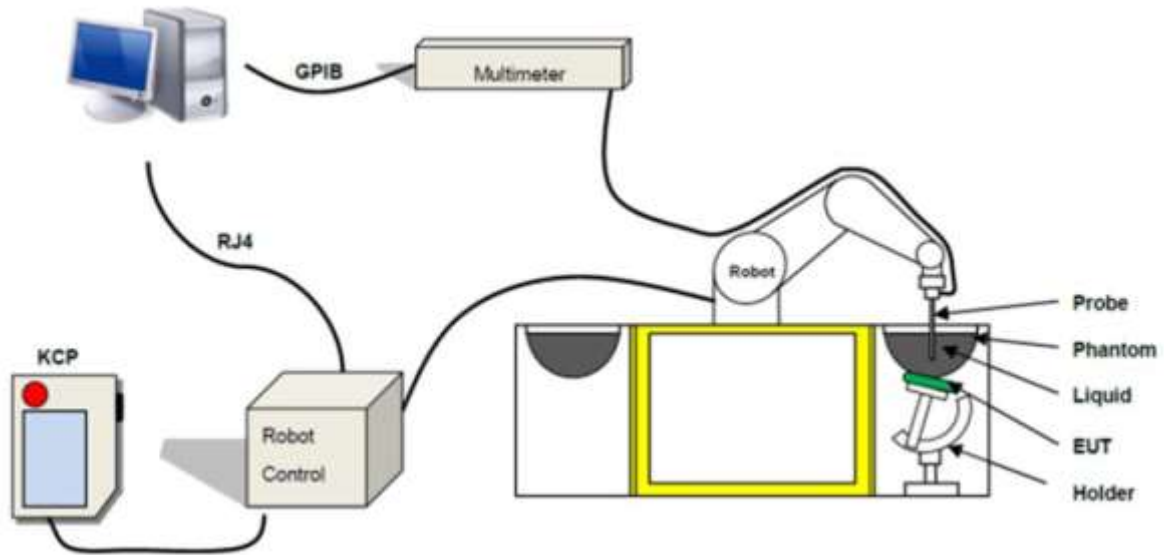 GPIB
Multimeter
RJ4
Robot
KCP
Robot
Control
Probe
Phantom
Liquid
EUT
Holder